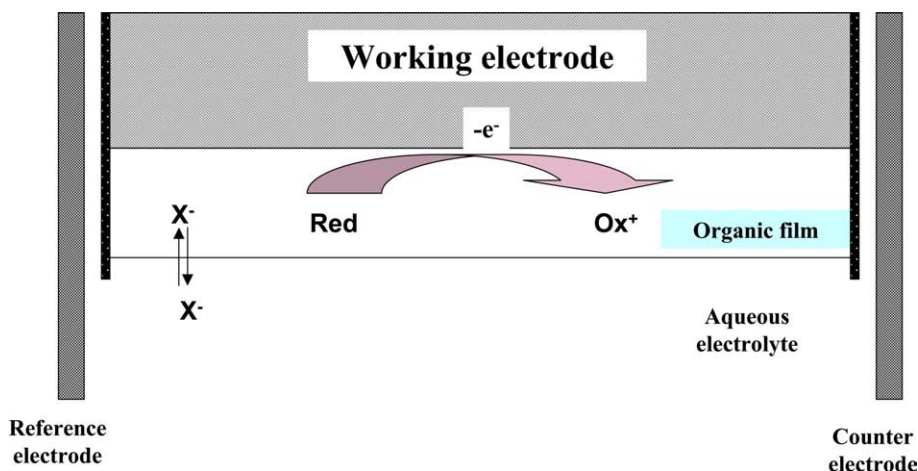 Working electrode
-e⁻
X⁻
Red
Ox⁺
Organic film
X⁻
Aqueous
electrolyte
Reference
electrode
Counter
electrode